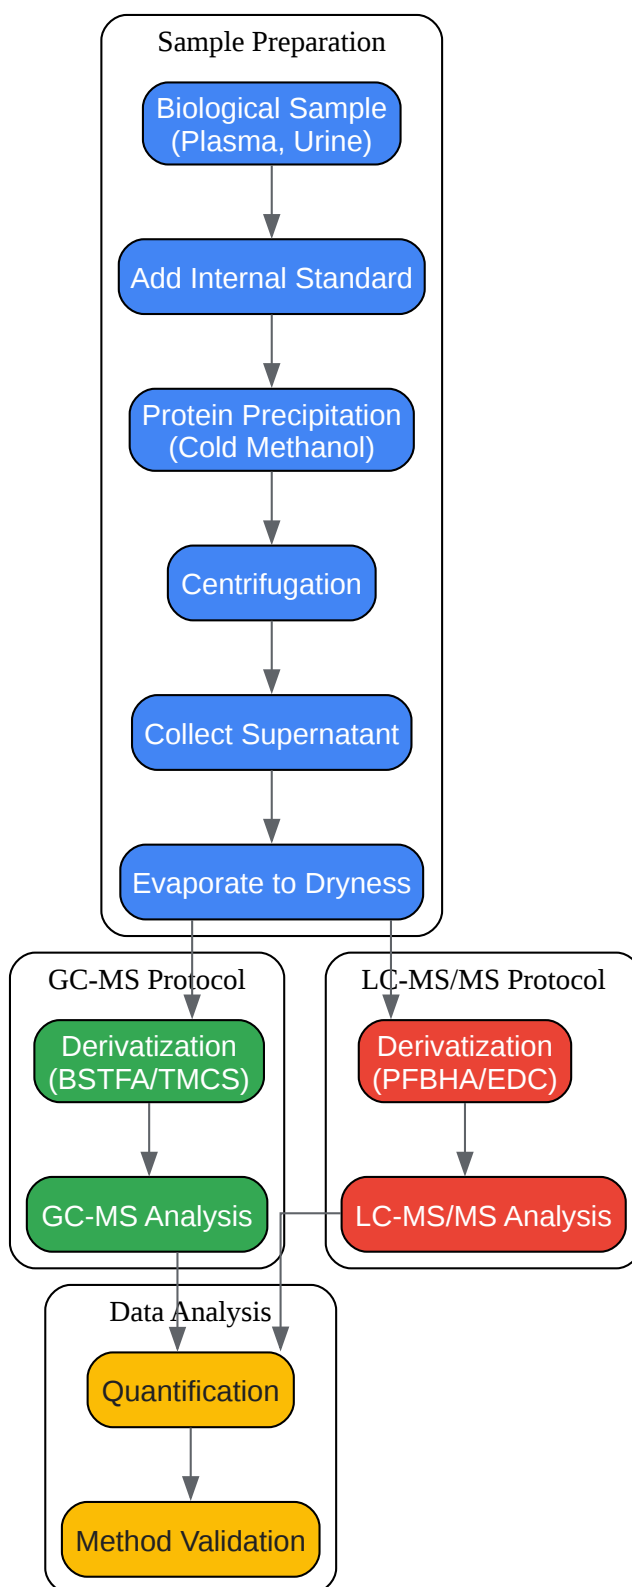 Sample Preparation
Biological Sample
(Plasma, Urine)
Add Internal Standard
Protein Precipitation
(Cold Methanol)
Centrifugation
Collect Supernatant
Evaporate to Dryness
GC-MS Protocol
Derivatization
(BSTFA/TMCS)
GC-MS Analysis
LC-MS/MS Protocol
Derivatization
(PFBHA/EDC)
LC-MS/MS Analysis
Data Analysis
Quantification
Method Validation